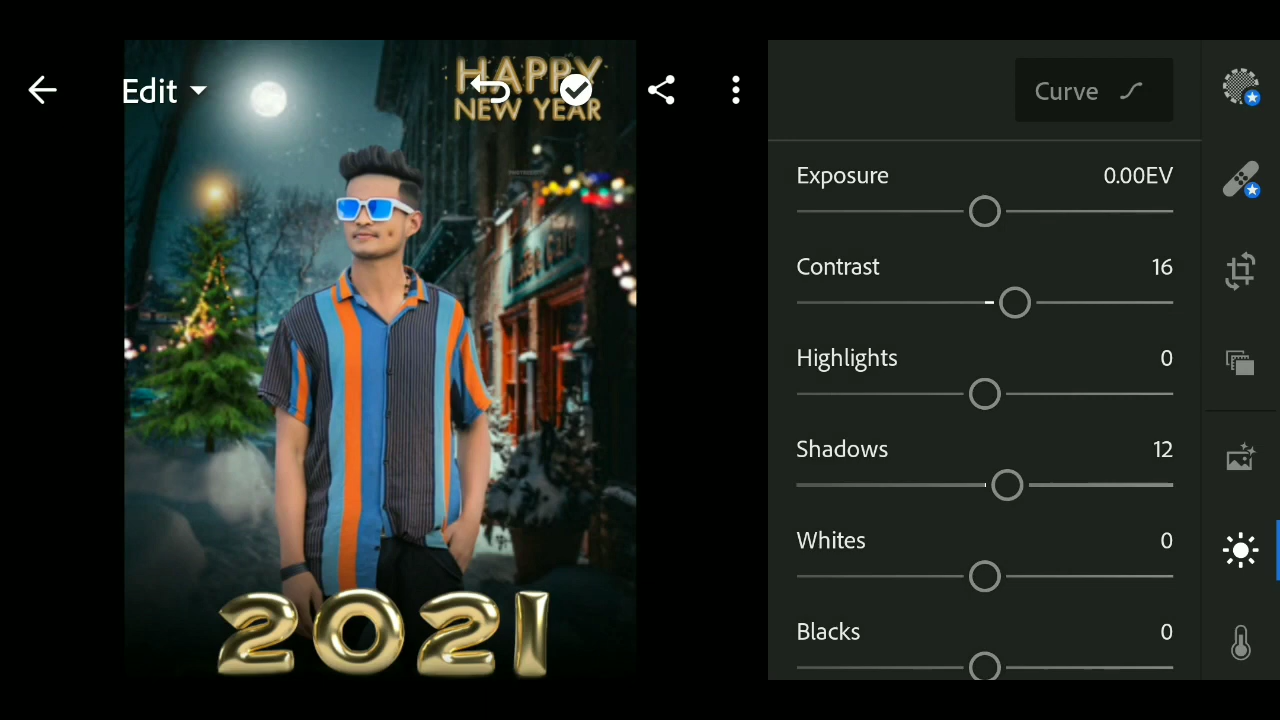 Edit
HAPPY
NEW YEAR
2021
Curve
Exposure 0.00EV
Contrast 16
Highlights 0
Shadows 12
Whites 0
Blacks 0